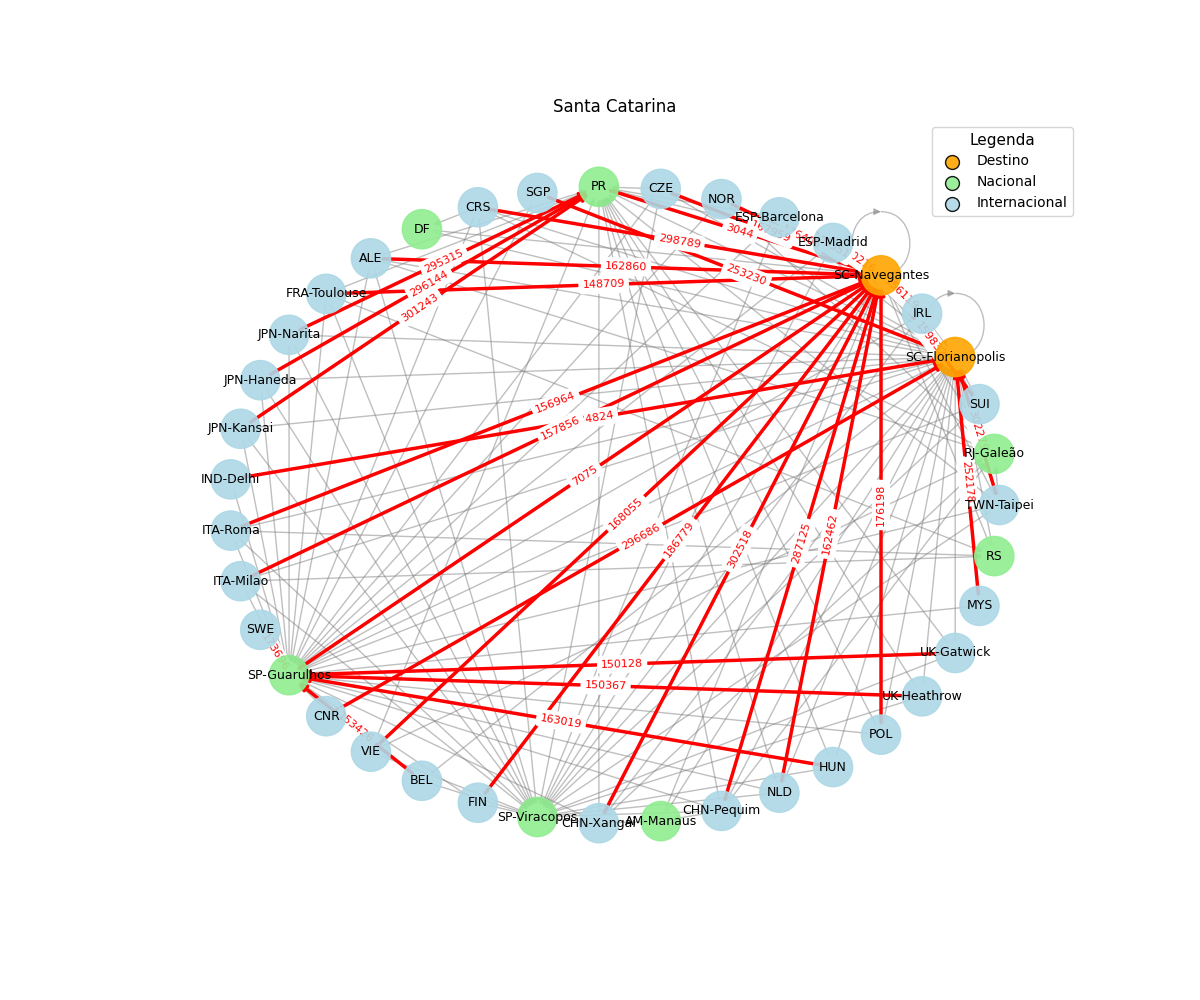 Santa Catarina
Legenda
Destino
Nacional
Internacional
PR
CZE
SGP
NOR
CRS
ESP-Barcelona
DF
3044
298789
ESP-Madrid
ALE
295315
162860
253230
SC-Navegantes
296144
148709
FRA-Toulouse
301243
IRL
JPN-Narita
SC-Florianopolis
JPN-Haneda
156964
SUI
JPN-Kansai
157856
RJ-Galeão
IND-Delhi
7075
252178
TWN-Taipei
176198
168055
ITA-Roma
296686
186779
302518
287125
162462
RS
ITA-Milao
MYS
SWE
UK-Gatwick
150128
SP-Guarulhos
150367
UK-Heathrow
CNR
163019
POL
VIE
HUN
BEL
NLD
FIN
CHN-Pequim
SP-Viracopos
CHN-Xangai
AM-Manaus